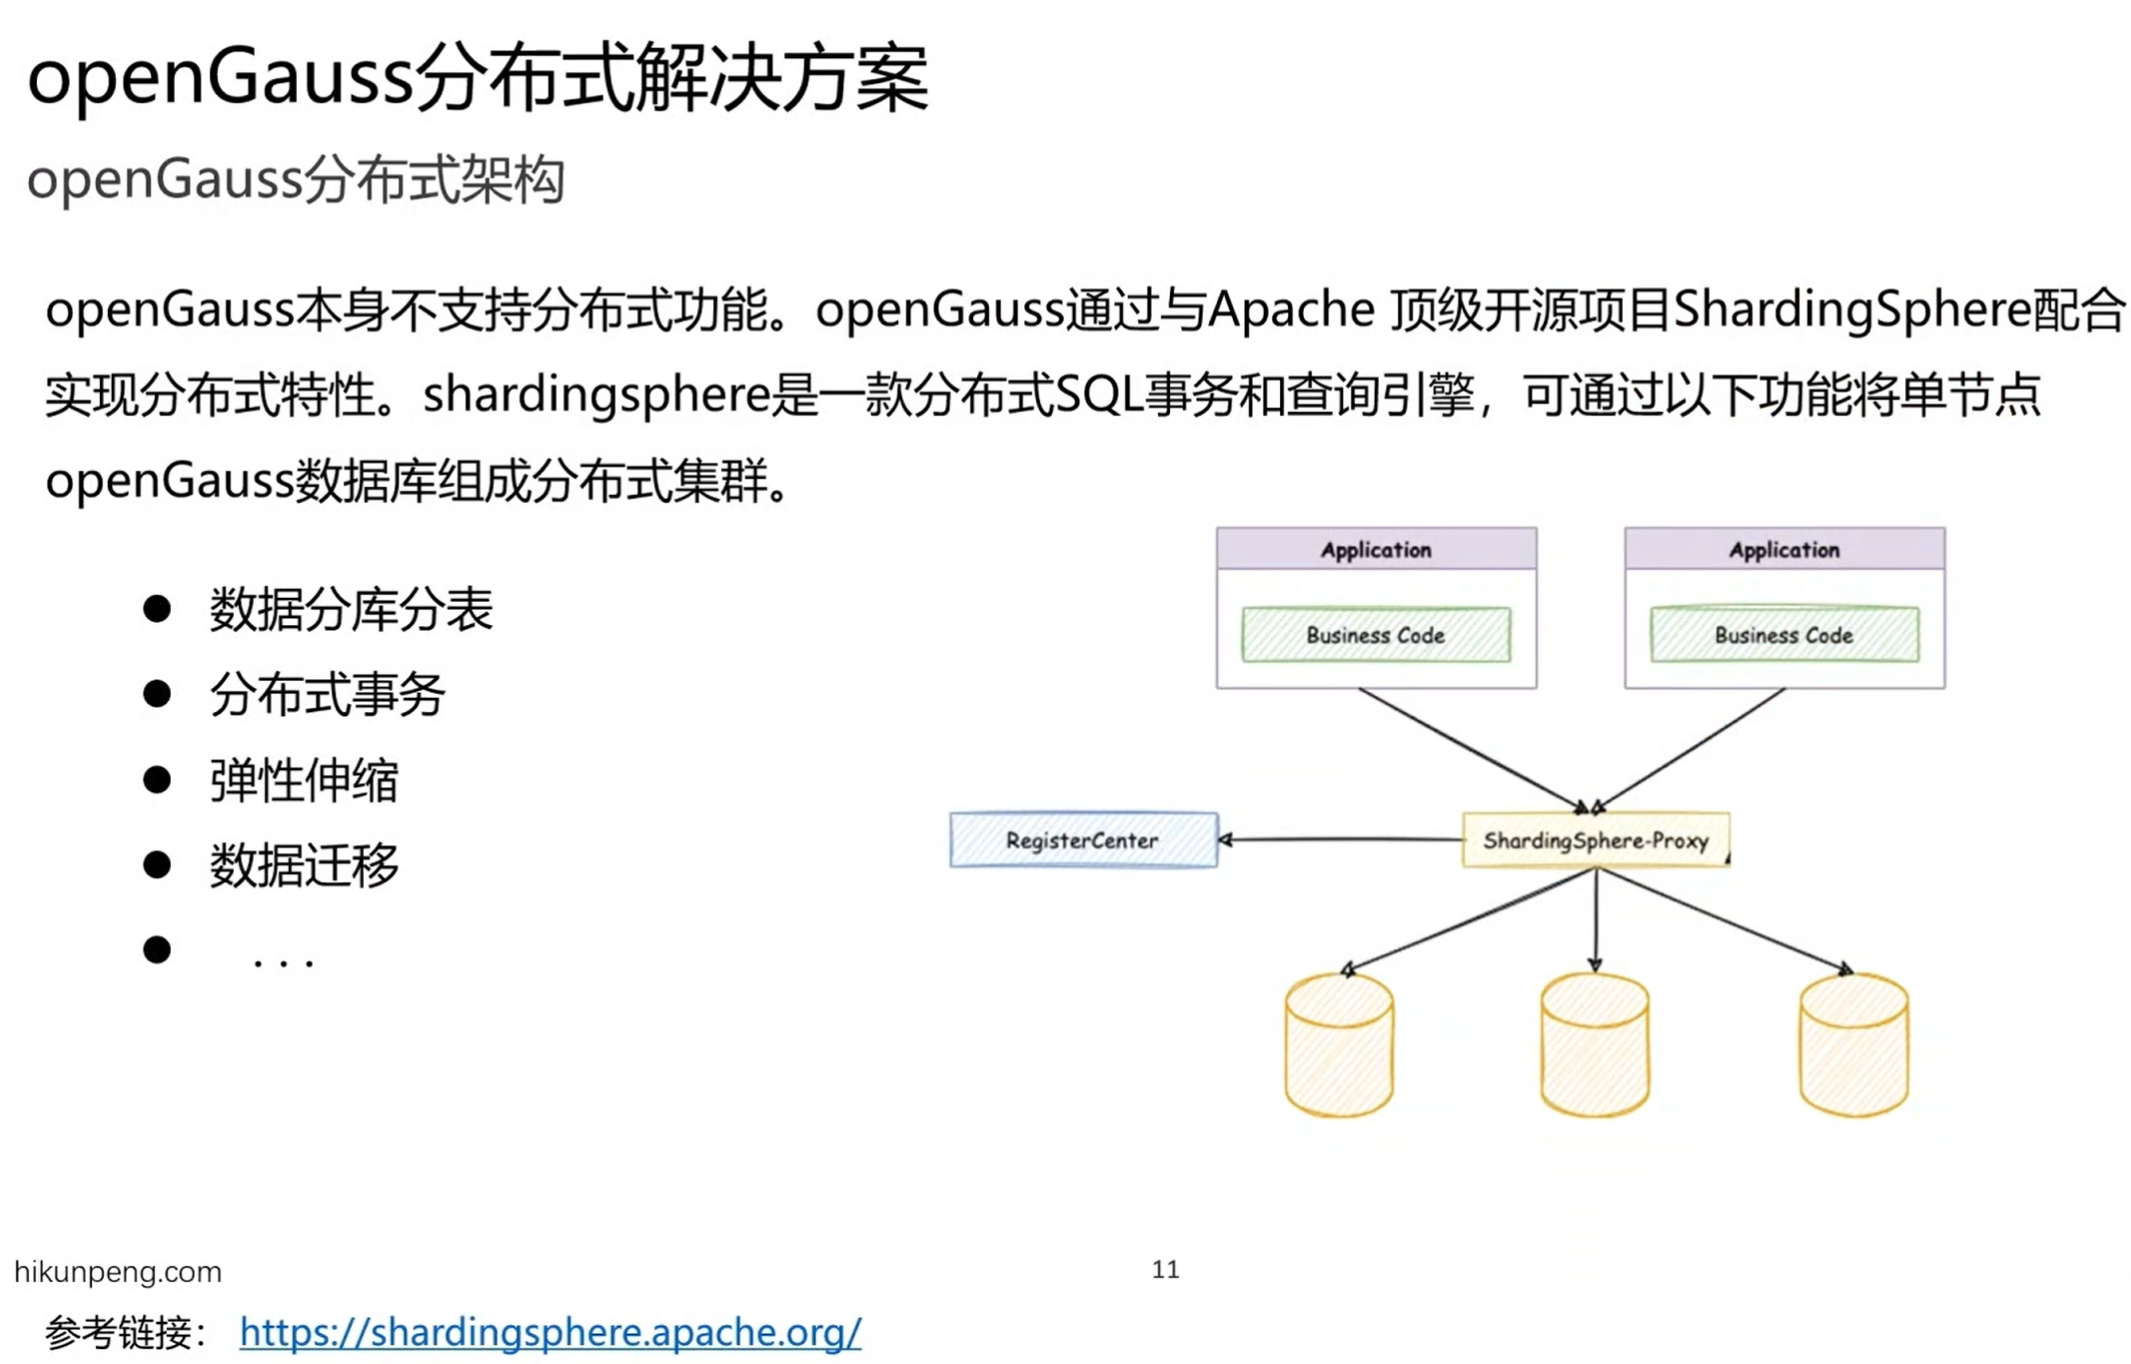 openGauss分布式解决方案
openGauss分布式架构
openGauss本身不支持分布式功能。openGauss通过与Apache 顶级开源项目ShardingSphere配合
实现分布式特性。shardingsphere是一款分布式SQL事务和查询引擎，可通过以下功能将单节点
openGauss数据库组成分布式集群。
● 数据分库分表
● 分布式事务
● 弹性伸缩
● 数据迁移
● ...
Application
Business Code
Application
Business Code
RegisterCenter
ShardingSphere-Proxy
hikunpeng.com
11
参考链接： https://shardingsphere.apache.org/